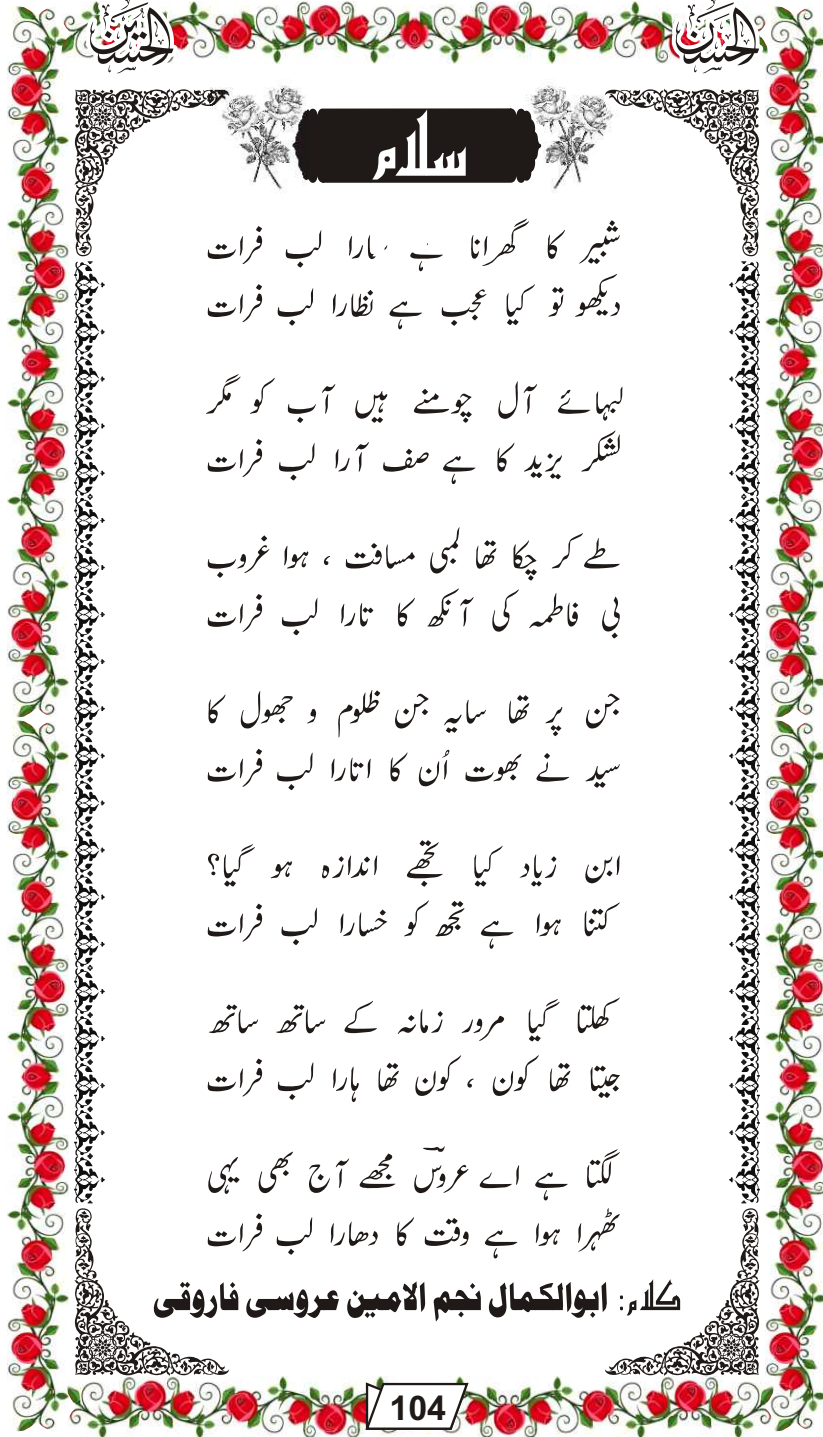 الحسین
الحسن
سلام
شبیر کا گھرانا ہے لب فرات
دیکھو تو کیا عجب ہے نظارا لب فرات
لبہائے آل چومنے ہیں آب کو مگر
لشکر یزید کا ہے صف آرا لب فرات
طے کر چکا تھا لمبی مسافت ، ہوا غروب
بی فاطمہ کی آنکھ کا تارا لب فرات
جن پر تھا سایہ جن ظلوم و جھول کا
سید نے بھوت اُن کا اتارا لب فرات
ابن زیاد کیا تجھے اندازہ ہو گیا؟
کتنا ہوا ہے تجھ کو خسارا لب فرات
کھلتا گیا مرور زمانہ کے ساتھ ساتھ
جیتا تھا کون ، کون تھا ہارا لب فرات
لگتا ہے اے عروسؔ مجھے آج بھی یہی
ٹھہرا ہوا ہے وقت کا دھارا لب فرات
کلام: ابوالکمال نجم الامین عروسی فاروقی
104